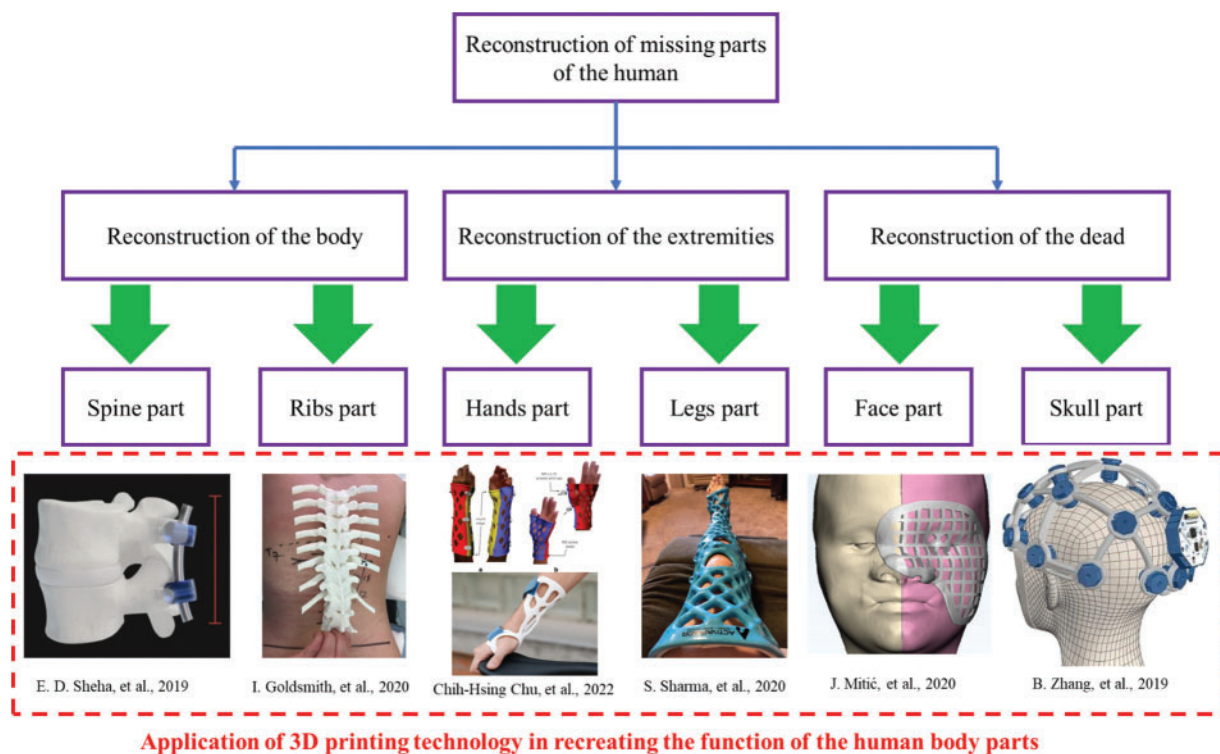 Reconstruction of missing parts
of the human
Reconstruction of the body
Reconstruction of the extremities
Reconstruction of the dead
Spine part
Ribs part
Hands part
Legs part
Face part
Skull part
a
b
E. D. Sheha, et al., 2019
I. Goldsmith, et al., 2020
Chih-Hsing Chu, et al., 2022
S. Sharma, et al., 2020
J. Mitić, et al., 2020
B. Zhang, et al., 2019
Application of 3D printing technology in recreating the function of the human body parts